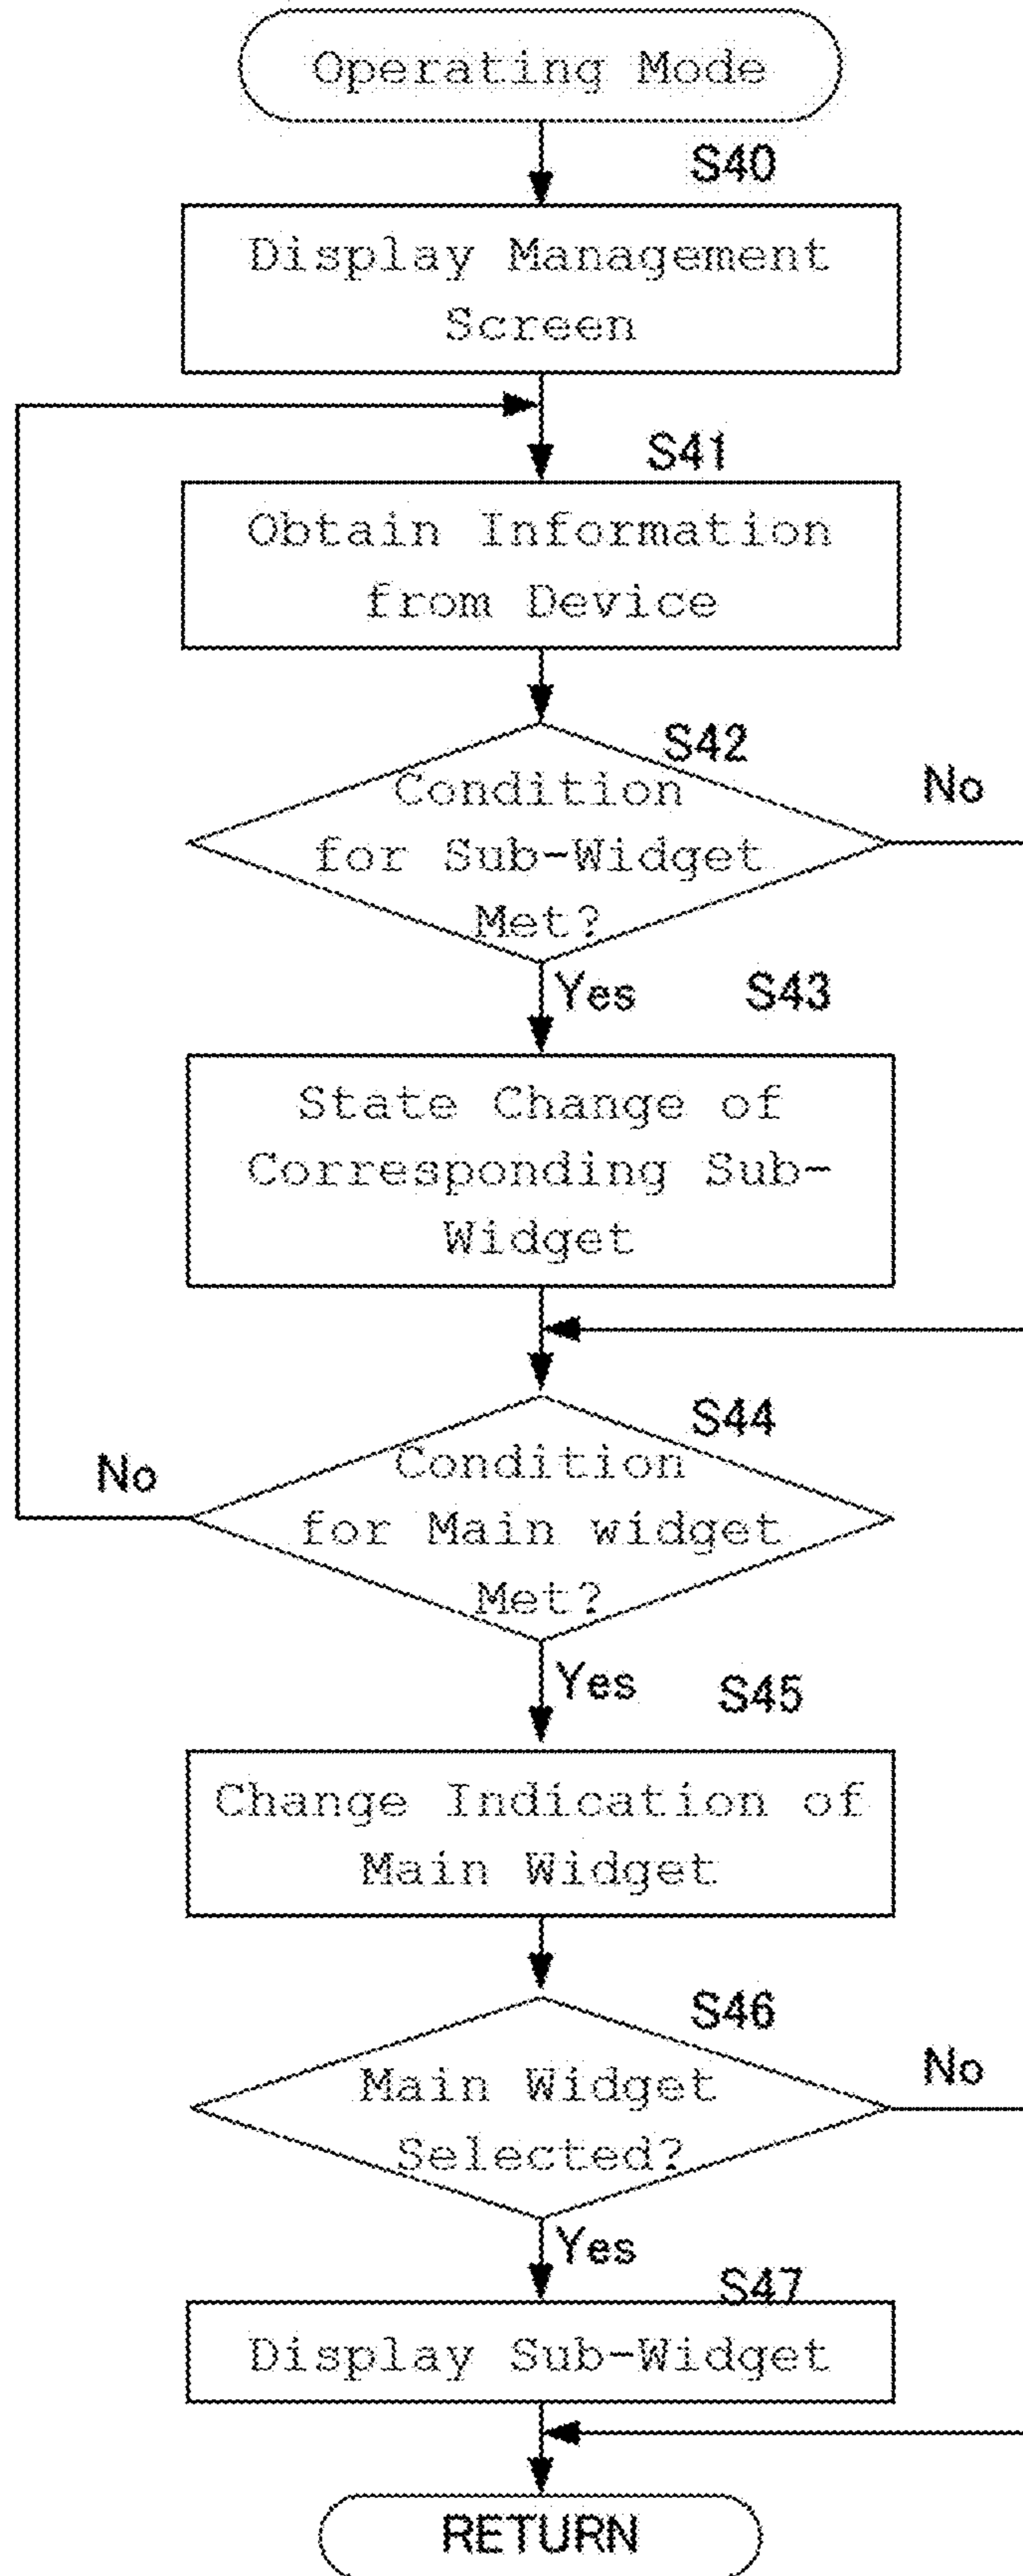 Operating Mode
S40
Display Management
Screen
S41
Obtain Information
from Device
S42
Condition
for Sub-Widget
Met?
No
Yes
S43
State Change of
Corresponding Sub-
Widget
S44
Condition
for Main widget
Met?
No
Yes
S45
Change Indication of
Main Widget
S46
Main Widget
Selected?
No
Yes
S47
Display Sub-Widget
RETURN